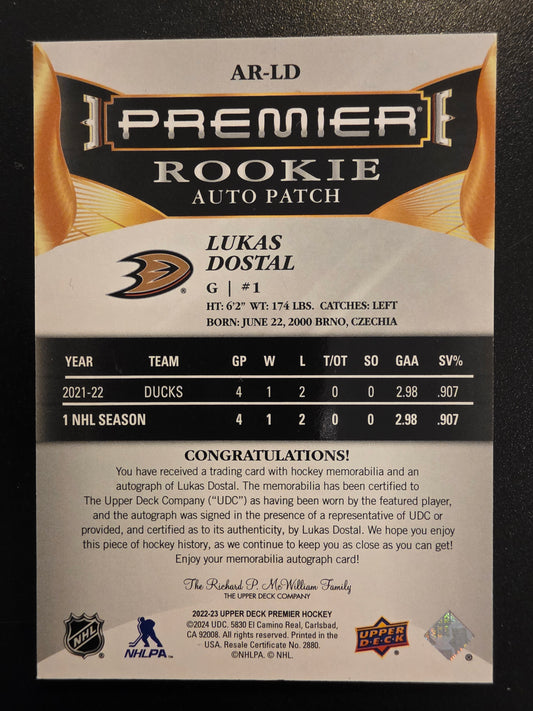 AR-LD
PREMIER®
ROOKIE
AUTO PATCH
LUKAS
DOSTAL
G | #1
HT: 6'2" WT: 174 LBS. CATCHES: LEFT
BORN: JUNE 22, 2000 BRNO, CZECHIA
YEAR TEAM GP W L T/OT SO GAA SV%
2021-22 DUCKS 4 1 2 0 0 2.98 .907
1 NHL SEASON 4 1 2 0 0 2.98 .907
CONGRATULATIONS!
You have received a trading card with hockey memorabilia and an
autograph of Lukas Dostal. The memorabilia has been certified to
The Upper Deck Company ("UDC") as having been worn by the featured player,
and the autograph was signed in the presence of a representative of UDC or
provided, and certified as to its authenticity, by Lukas Dostal. We hope you enjoy
this piece of hockey history, as we continue to keep you as close as you can get!
Enjoy your memorabilia autograph card!
The Richard P. McWilliam Family
THE UPPER DECK COMPANY
2022-23 UPPER DECK PREMIER HOCKEY
©2024 UDC. 5830 El Camino Real, Carlsbad,
CA 92008. All rights reserved. Printed in the
USA. Resale Certificate No. 2880.
©NHLPA. © NHL.
NHL
NHLPA
UPPER
DECK